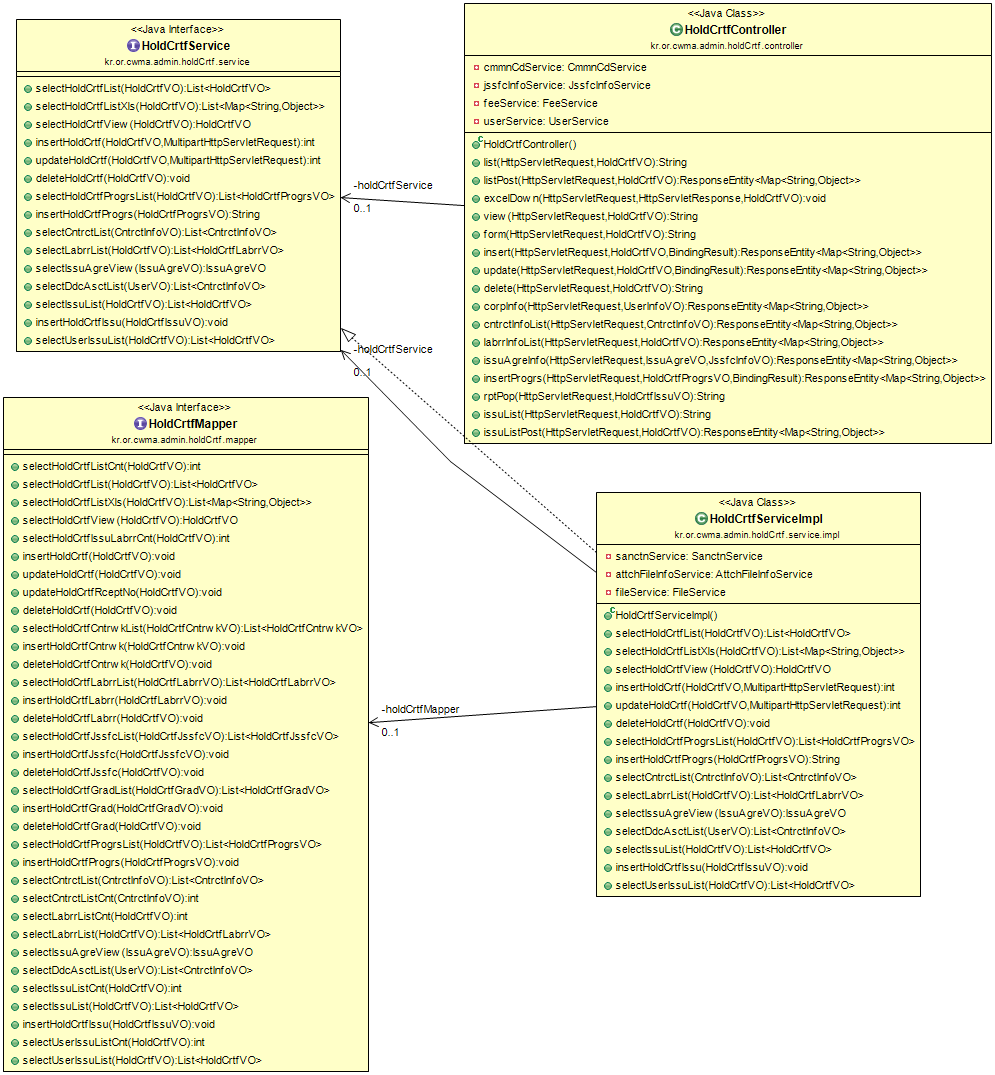 <<Java Interface>>
HoldCrtfService
kr.or.cwma.admin.holdCrtf.service
selectHoldCrtfList(HoldCrtfVO):List<HoldCrtfVO>
selectHoldCrtfListXls(HoldCrtfVO):List<Map<String,Object>>
selectHoldCrtfView(HoldCrtfVO):HoldCrtfVO
insertHoldCrtf(HoldCrtfVO,MultipartHttpServletRequest):int
updateHoldCrtf(HoldCrtfVO,MultipartHttpServletRequest):int
deleteHoldCrtf(HoldCrtfVO):void
selectHoldCrtfProgrsList(HoldCrtfVO):List<HoldCrtfProgrsVO>
insertHoldCrtfProgrs(HoldCrtfProgrsVO):String
selectCntrctList(CntrctInfoVO):List<CntrctInfoVO>
selectLabrrList(HoldCrtfVO):List<HoldCrtfLabrrVO>
selectIssuAgreView(IssuAgreVO):IssuAgreVO
selectDdcAsctList(UserVO):List<CntrctInfoVO>
selectIssuList(HoldCrtfVO):List<HoldCrtfVO>
insertHoldCrtfIssu(HoldCrtfIssuVO):void
selectUserIssuList(HoldCrtfVO):List<HoldCrtfVO>
<<Java Class>>
HoldCrtfController
kr.or.cwma.admin.holdCrtf.controller
cmmnCdService: CmmnCdService
jssfcInfoService: JssfcInfoService
feeService: FeeService
userService: UserService
HoldCrtfController()
list(HttpServletRequest,HoldCrtfVO):String
listPost(HttpServletRequest,HoldCrtfVO):ResponseEntity<Map<String,Object>>
excelDown(HttpServletRequest,HttpServletResponse,HoldCrtfVO):void
view(HttpServletRequest,HoldCrtfVO):String
form(HttpServletRequest,HoldCrtfVO):String
insert(HttpServletRequest,HoldCrtfVO,BindingResult):ResponseEntity<Map<String,Object>>
update(HttpServletRequest,HoldCrtfVO,BindingResult):ResponseEntity<Map<String,Object>>
delete(HttpServletRequest,HoldCrtfVO):String
corpInfo(HttpServletRequest,UserInfoVO):ResponseEntity<Map<String,Object>>
cntrctInfoList(HttpServletRequest,CntrctInfoVO):ResponseEntity<Map<String,Object>>
labrrInfoList(HttpServletRequest,HoldCrtfVO):ResponseEntity<Map<String,Object>>
issuAgreInfo(HttpServletRequest,IssuAgreVO,JssfcInfoVO):ResponseEntity<Map<String,Object>>
insertProgrs(HttpServletRequest,HoldCrtfProgrsVO,BindingResult):ResponseEntity<Map<String,Object>>
rptPop(HttpServletRequest,HoldCrtfIssuVO):String
issuList(HttpServletRequest,HoldCrtfVO):String
issuListPost(HttpServletRequest,HoldCrtfVO):ResponseEntity<Map<String,Object>>
-holdCrtfService
0..1
-holdCrtfService
0..1
<<Java Interface>>
HoldCrtfMapper
kr.or.cwma.admin.holdCrtf.mapper
selectHoldCrtfListCnt(HoldCrtfVO):int
selectHoldCrtfList(HoldCrtfVO):List<HoldCrtfVO>
selectHoldCrtfListXls(HoldCrtfVO):List<Map<String,Object>>
selectHoldCrtfView(HoldCrtfVO):HoldCrtfVO
selectHoldCrtfIssuLabrrCnt(HoldCrtfVO):int
insertHoldCrtf(HoldCrtfVO):void
updateHoldCrtf(HoldCrtfVO):void
updateHoldCrtfRceptNo(HoldCrtfVO):void
deleteHoldCrtf(HoldCrtfVO):void
selectHoldCrtfCntrwkList(HoldCrtfCntrwkVO):List<HoldCrtfCntrwkVO>
insertHoldCrtfCntrwk(HoldCrtfCntrwkVO):void
deleteHoldCrtfCntrwk(HoldCrtfVO):void
selectHoldCrtfLabrrList(HoldCrtfLabrrVO):List<HoldCrtfLabrrVO>
insertHoldCrtfLabrr(HoldCrtfLabrrVO):void
deleteHoldCrtfLabrr(HoldCrtfVO):void
selectHoldCrtfJssfcList(HoldCrtfJssfcVO):List<HoldCrtfJssfcVO>
insertHoldCrtfJssfc(HoldCrtfJssfcVO):void
deleteHoldCrtfJssfc(HoldCrtfVO):void
selectHoldCrtfGradList(HoldCrtfGradVO):List<HoldCrtfGradVO>
insertHoldCrtfGrad(HoldCrtfGradVO):void
deleteHoldCrtfGrad(HoldCrtfVO):void
selectHoldCrtfProgrsList(HoldCrtfVO):List<HoldCrtfProgrsVO>
insertHoldCrtfProgrs(HoldCrtfProgrsVO):void
selectCntrctList(CntrctInfoVO):List<CntrctInfoVO>
selectCntrctListCnt(CntrctInfoVO):int
selectLabrrListCnt(HoldCrtfVO):int
selectLabrrList(HoldCrtfVO):List<HoldCrtfLabrrVO>
selectIssuAgreView(IssuAgreVO):IssuAgreVO
selectDdcAsctList(UserVO):List<CntrctInfoVO>
selectIssuListCnt(HoldCrtfVO):int
selectIssuList(HoldCrtfVO):List<HoldCrtfVO>
insertHoldCrtfIssu(HoldCrtfIssuVO):void
selectUserIssuListCnt(HoldCrtfVO):int
selectUserIssuList(HoldCrtfVO):List<HoldCrtfVO>
-holdCrtfMapper
0..1
<<Java Class>>
HoldCrtfServiceImpl
kr.or.cwma.admin.holdCrtf.service.impl
sanctnService: SanctnService
attchFileInfoService: AttchFileInfoService
fileService: FileService
HoldCrtfServiceImpl()
selectHoldCrtfList(HoldCrtfVO):List<HoldCrtfVO>
selectHoldCrtfListXls(HoldCrtfVO):List<Map<String,Object>>
selectHoldCrtfView(HoldCrtfVO):HoldCrtfVO
insertHoldCrtf(HoldCrtfVO,MultipartHttpServletRequest):int
updateHoldCrtf(HoldCrtfVO,MultipartHttpServletRequest):int
deleteHoldCrtf(HoldCrtfVO):void
selectHoldCrtfProgrsList(HoldCrtfVO):List<HoldCrtfProgrsVO>
insertHoldCrtfProgrs(HoldCrtfProgrsVO):String
selectCntrctList(CntrctInfoVO):List<CntrctInfoVO>
selectLabrrList(HoldCrtfVO):List<HoldCrtfLabrrVO>
selectIssuAgreView(IssuAgreVO):IssuAgreVO
selectDdcAsctList(UserVO):List<CntrctInfoVO>
selectIssuList(HoldCrtfVO):List<HoldCrtfVO>
insertHoldCrtfIssu(HoldCrtfIssuVO):void
selectUserIssuList(HoldCrtfVO):List<HoldCrtfVO>